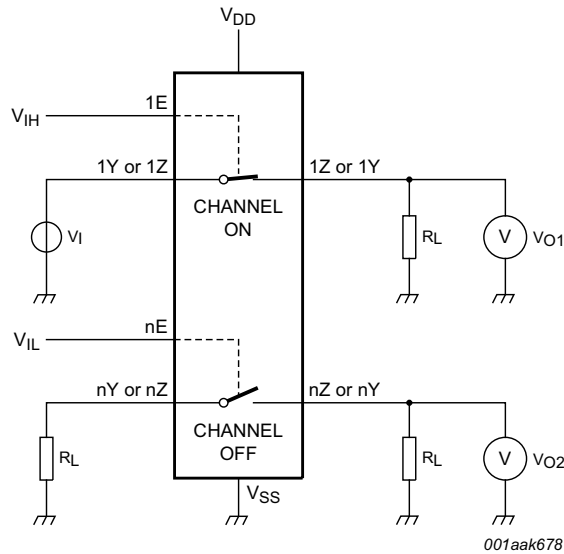 VDD
1E
VIH
1Y or 1Z
1Z or 1Y
CHANNEL
ON
VI
RL
V
VO1
nE
VIL
nY or nZ
nZ or nY
CHANNEL
OFF
RL
RL
V
VO2
VSS
001aak678